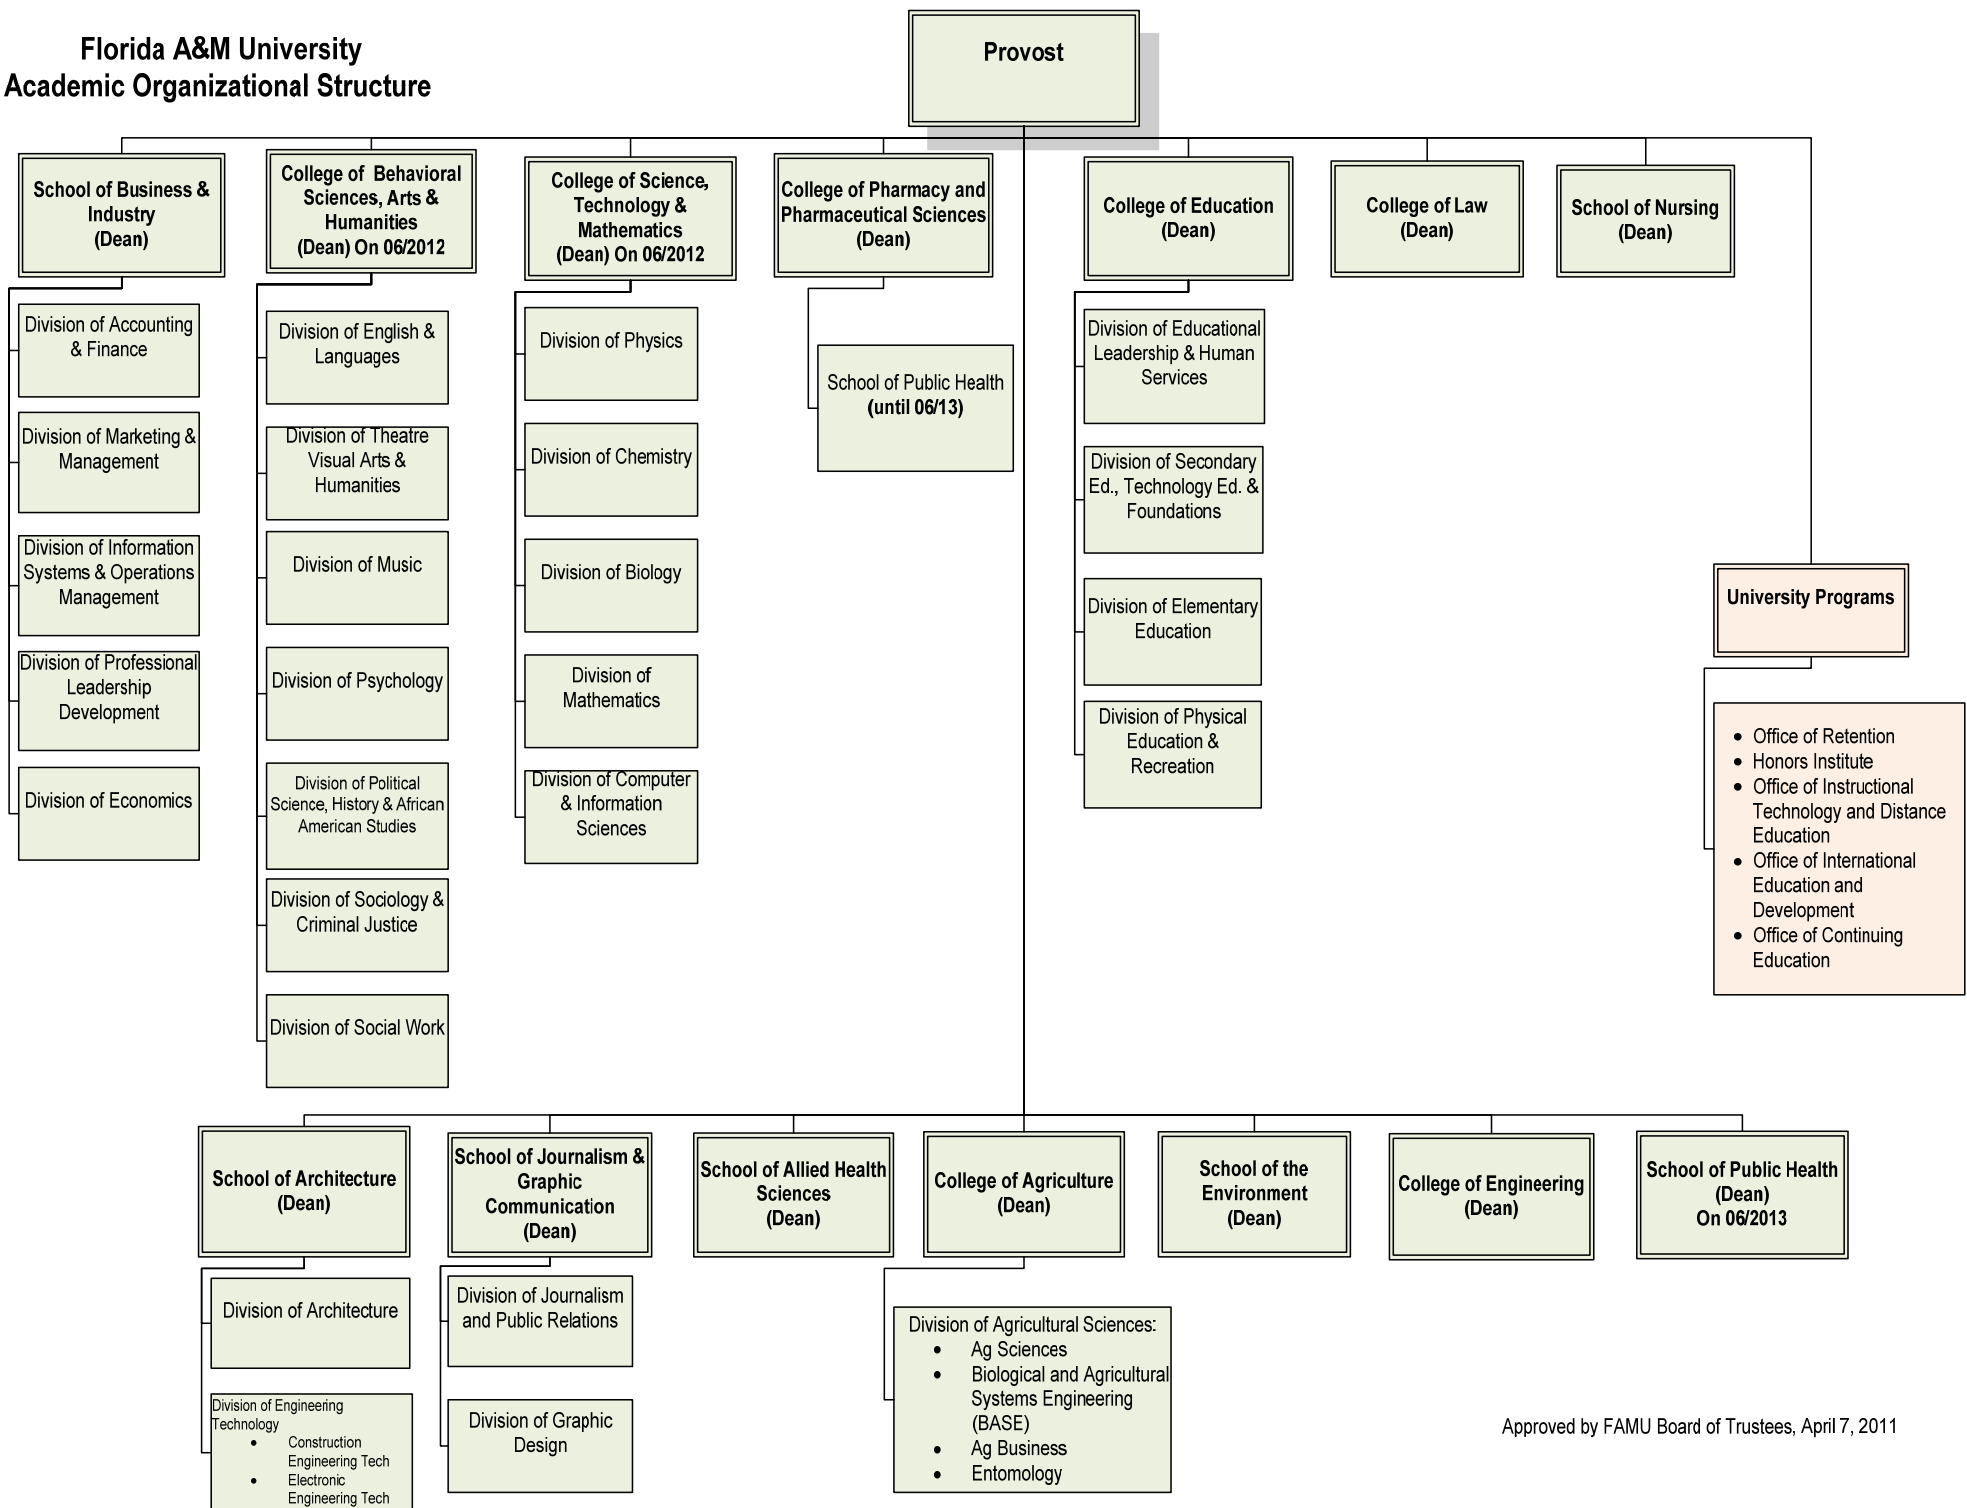 Florida A&M University
Academic Organizational Structure
Provost
School of Business &
Industry
(Dean)
College of Behavioral
Sciences, Arts &
Humanities
(Dean) On 06/2012
College of Science,
Technology &
Mathematics
(Dean) On 06/2012
College of Pharmacy and
Pharmaceutical Sciences
(Dean)
College of Education
(Dean)
College of Law
(Dean)
School of Nursing
(Dean)
Division of Accounting
& Finance
Division of Marketing &
Management
Division of Information
Systems & Operations
Management
Division of Professional
Leadership
Development
Division of Economics
Division of English &
Languages
Division of Theatre
Visual Arts &
Humanities
Division of Music
Division of Psychology
Division of Political
Science, History & African
American Studies
Division of Sociology &
Criminal Justice
Division of Social Work
Division of Physics
Division of Chemistry
Division of Biology
Division of
Mathematics
Division of Computer
& Information
Sciences
School of Public Health
(until 06/13)
Division of Educational
Leadership & Human
Services
Division of Secondary
Ed., Technology Ed. &
Foundations
Division of Elementary
Education
Division of Physical
Education &
Recreation
University Programs
• Office of Retention
• Honors Institute
• Office of Instructional
Technology and Distance
Education
• Office of International
Education and
Development
• Office of Continuing
Education
School of Architecture
(Dean)
School of Journalism &
Graphic
Communication
(Dean)
School of Allied Health
Sciences
(Dean)
College of Agriculture
(Dean)
School of the
Environment
(Dean)
College of Engineering
(Dean)
School of Public Health
(Dean)
On 06/2013
Division of Architecture
Division of Engineering
Technology
• Construction
Engineering Tech
• Electronic
Engineering Tech
Division of Journalism
and Public Relations
Division of Graphic
Design
Division of Agricultural Sciences:
• Ag Sciences
• Biological and Agricultural
Systems Engineering
(BASE)
• Ag Business
• Entomology
Approved by FAMU Board of Trustees, April 7, 2011